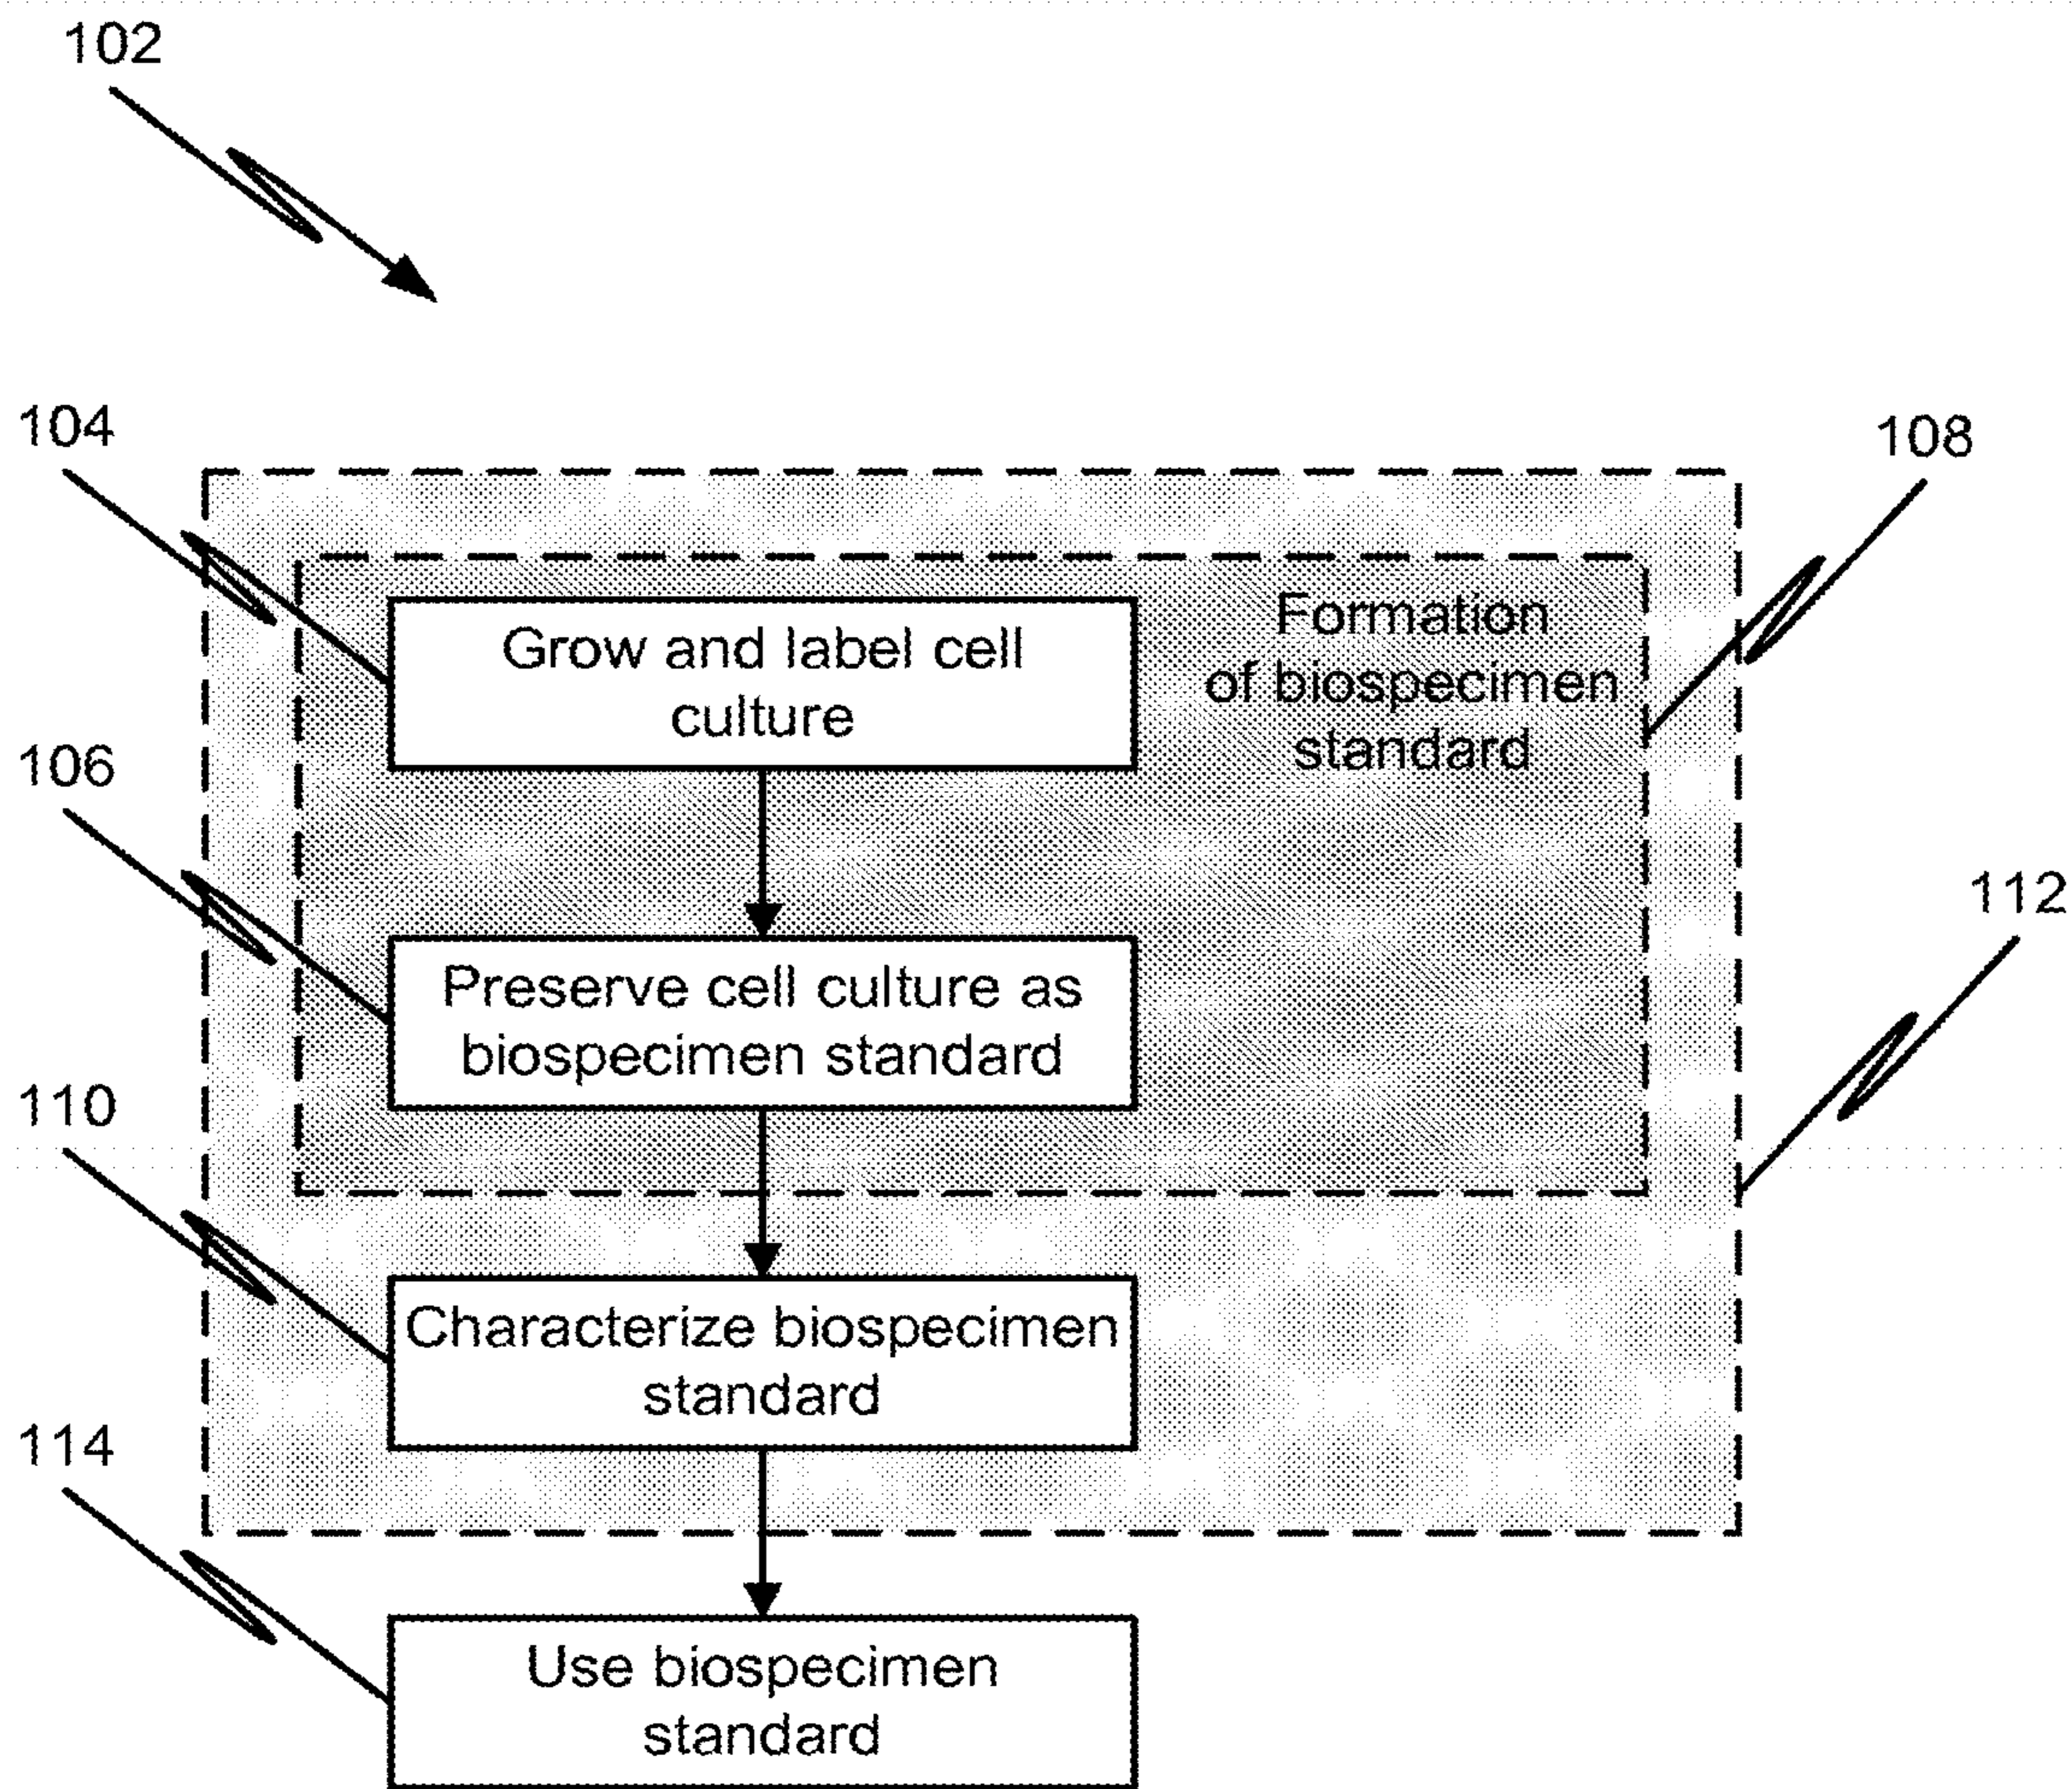 102
104
108
Grow and label cell
culture
Formation
of biospecimen
standard
106
112
Preserve cell culture as
biospecimen standard
110
Characterize biospecimen
standard
114
Use biospecimen
standard